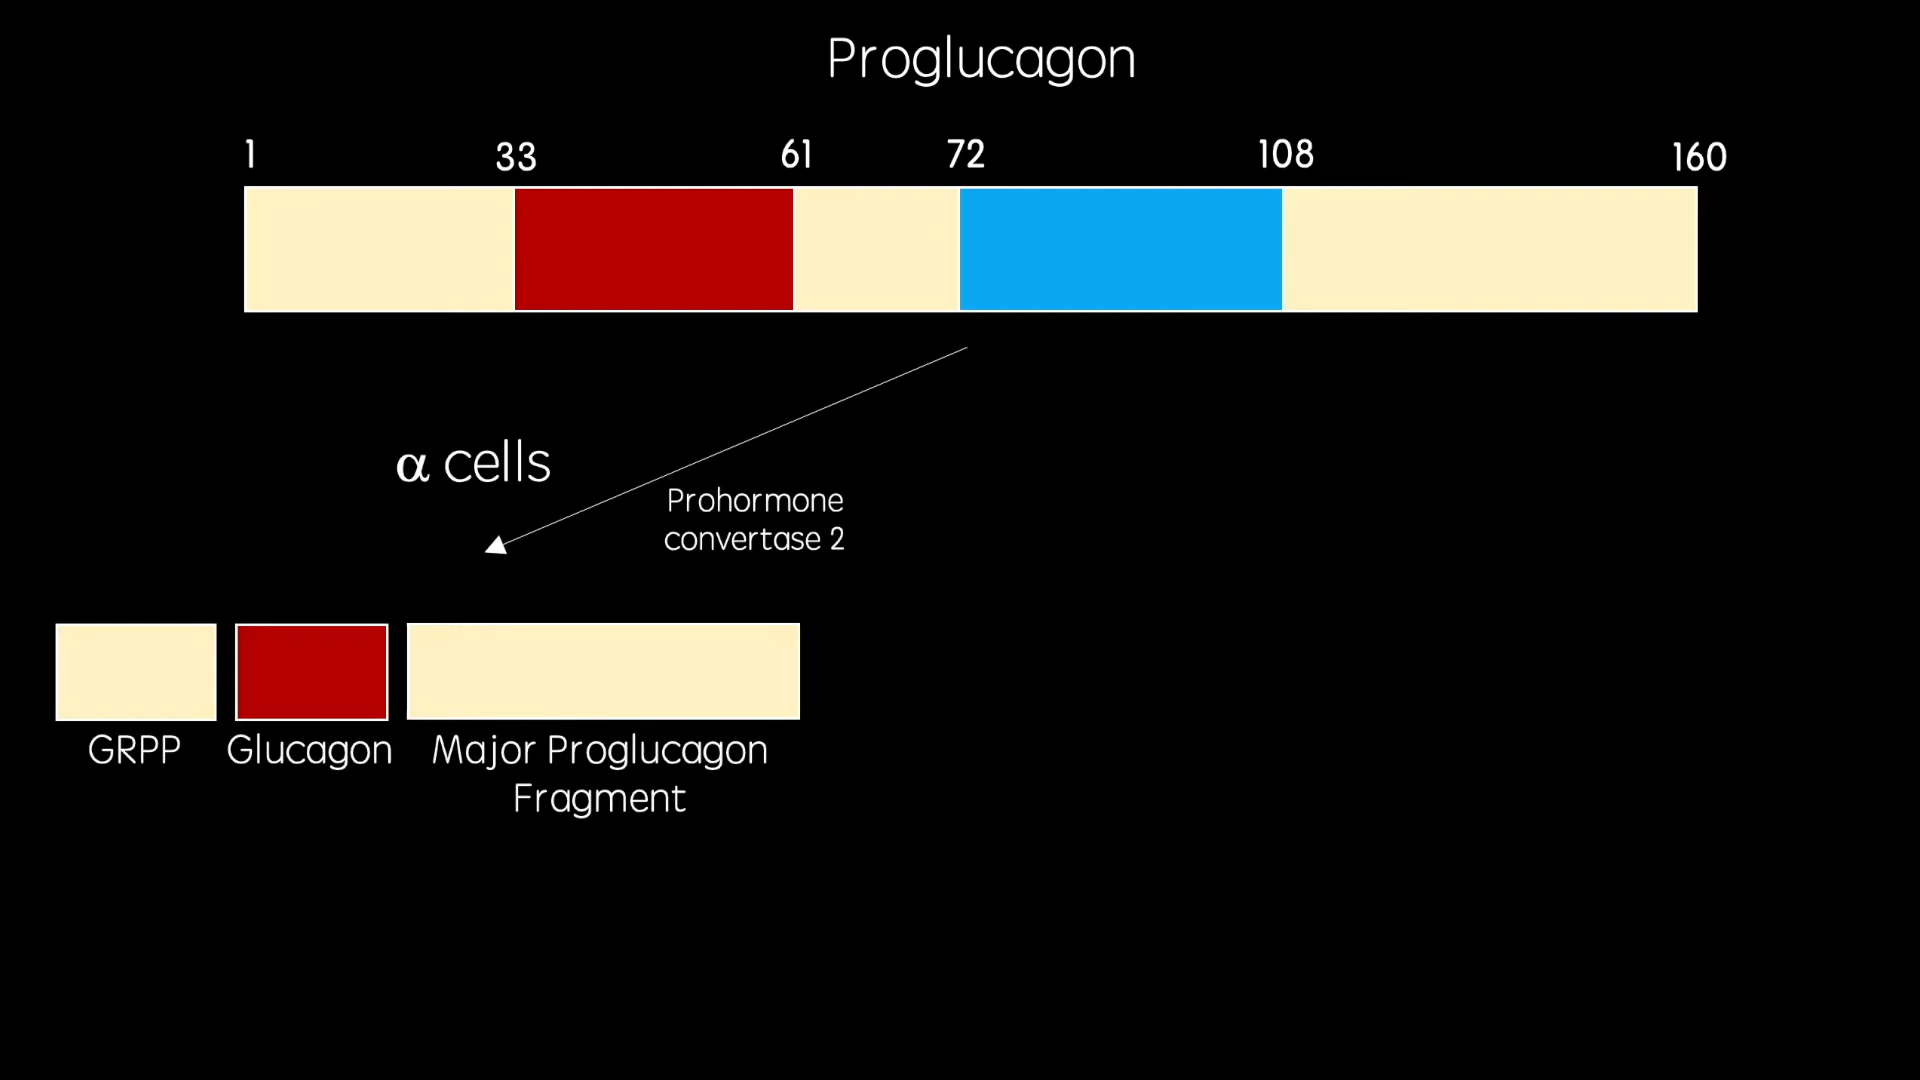 Proglucagon
1 33 61 72 108 160
α cells
Prohormone
convertase 2
GRPP Glucagon Major Proglucagon
Fragment